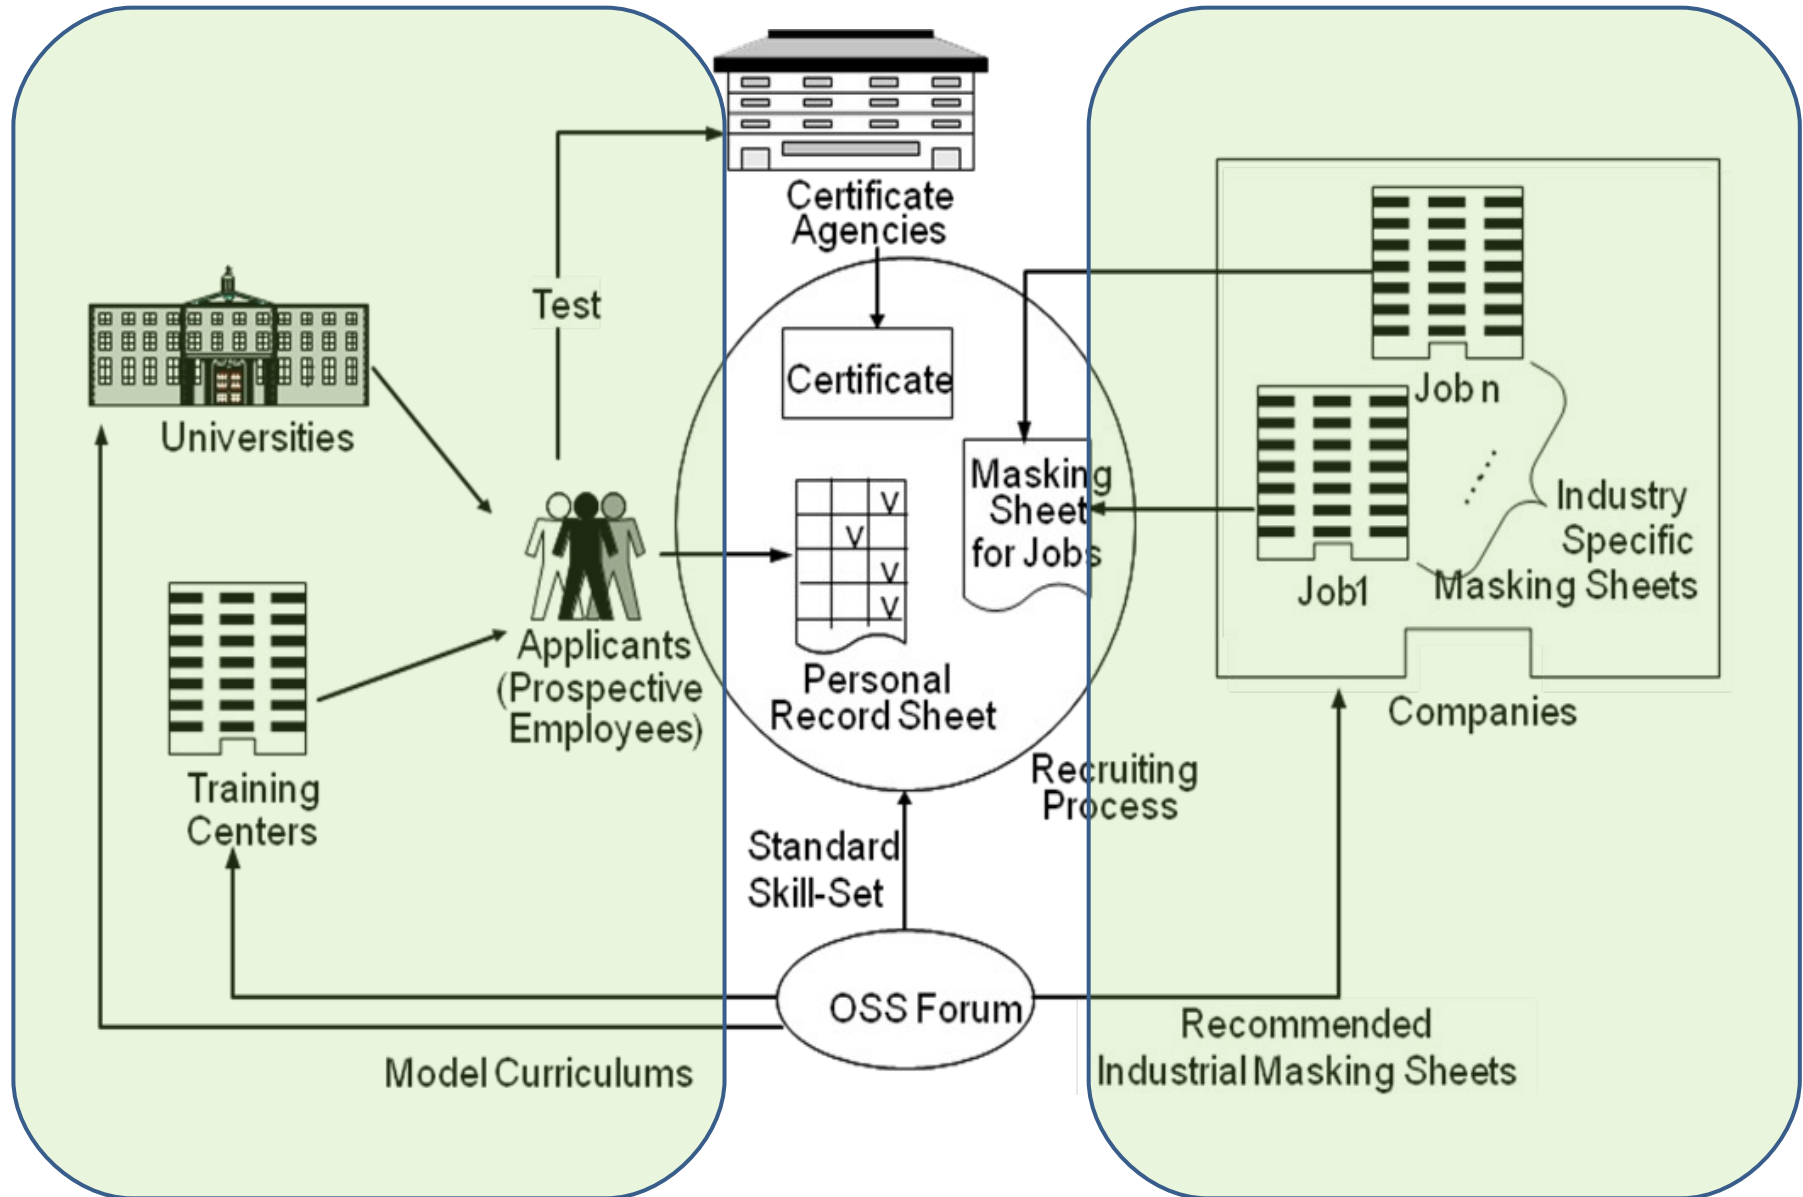 Certificate
Agencies
Test
Certificate
Universities
Job n
Masking
Sheet
for Jobs
V
V
V
V
Industry
Specific
Masking Sheets
Job1
Applicants
(Prospective
Employees)
Personal
Record Sheet
Companies
Training
Centers
Recruiting
Process
Standard
Skill-Set
OSS Forum
Recommended
Industrial Masking Sheets
Model Curriculums